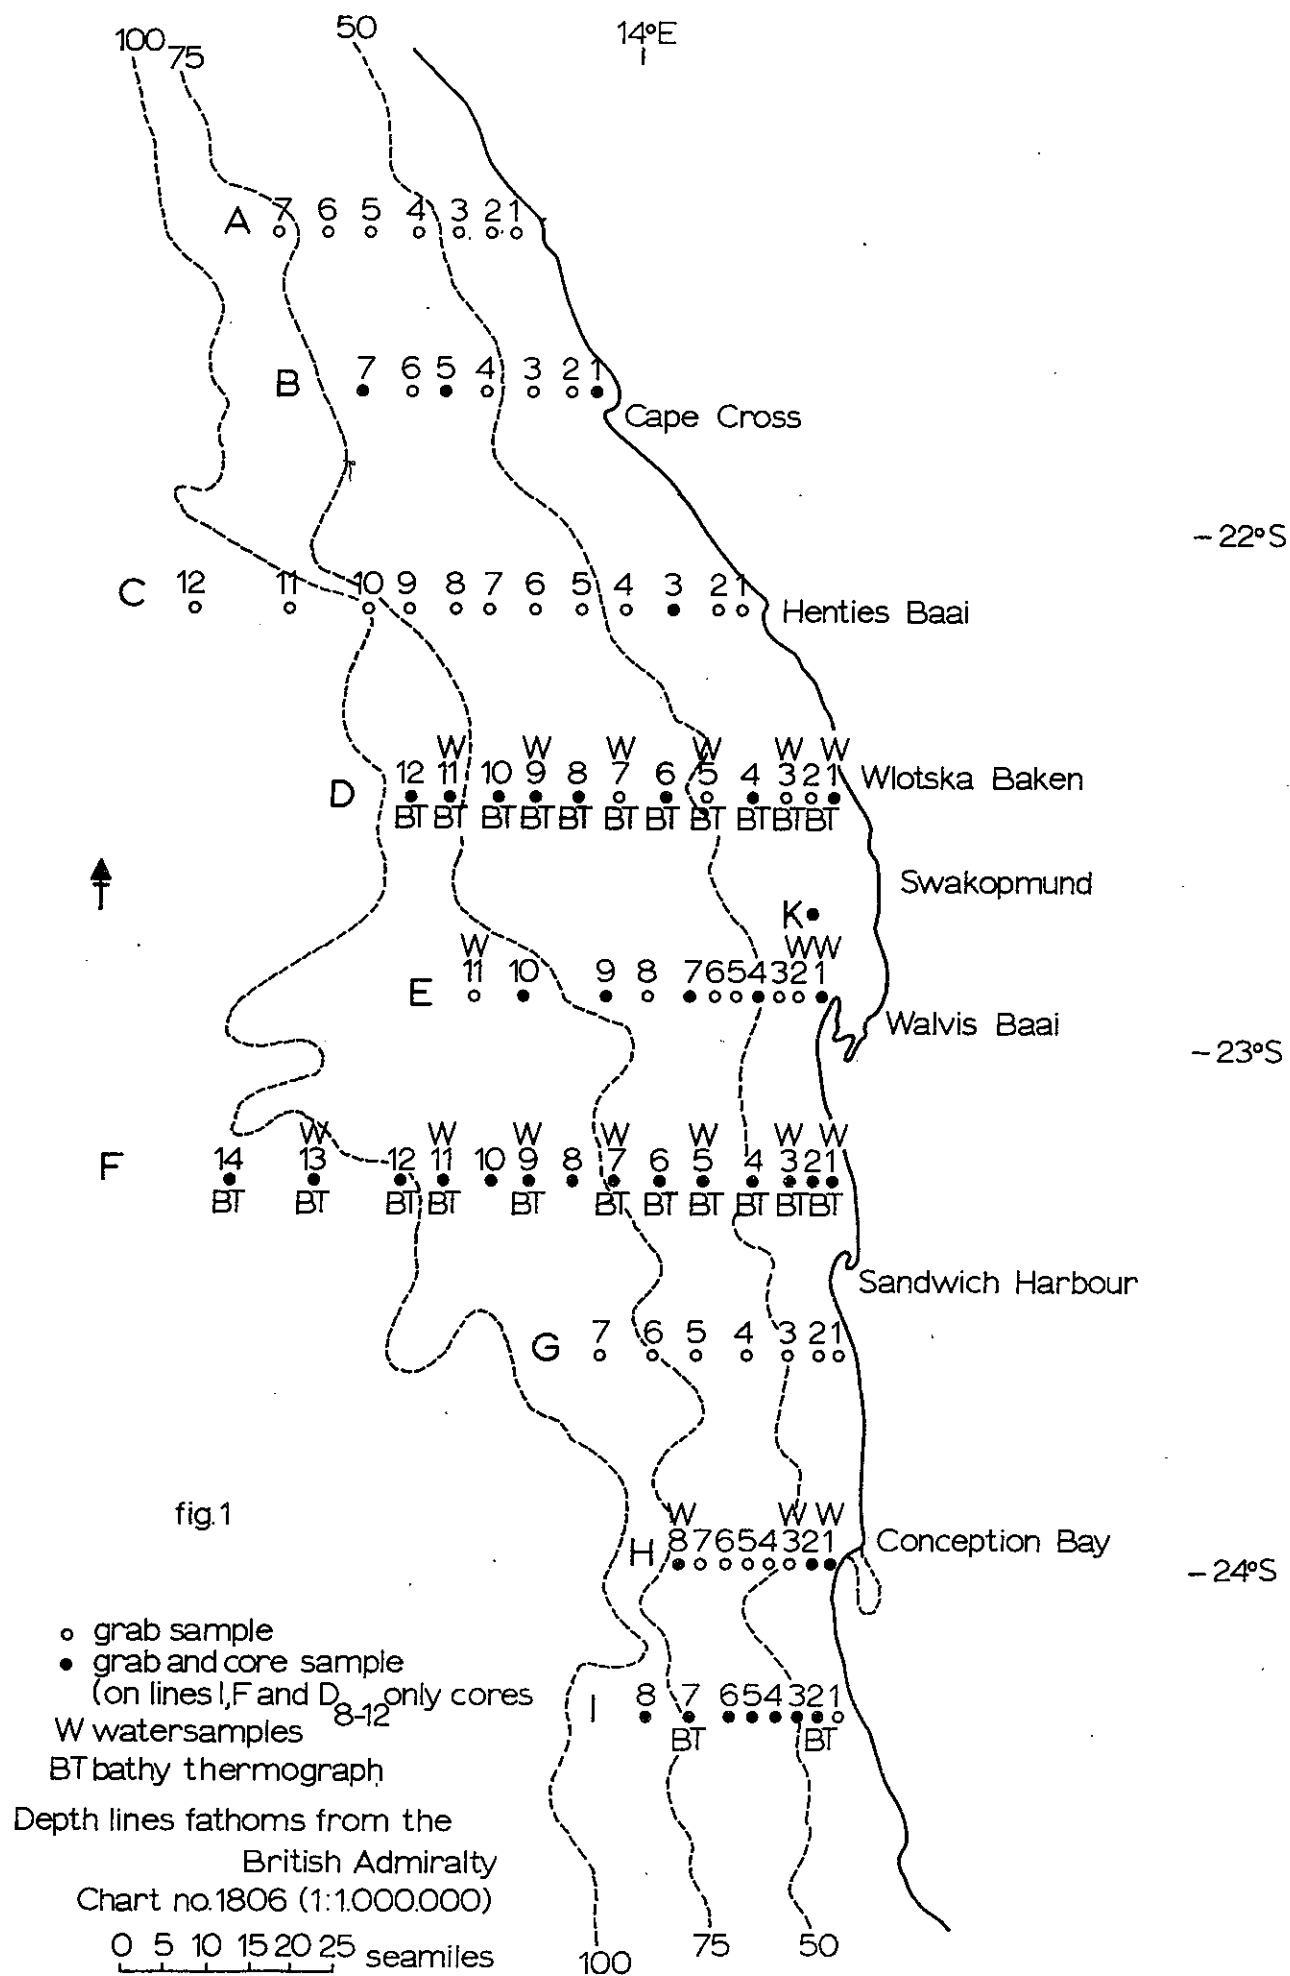 100 75 50 14°E
A 7 6 5 4 3 2 1
B 7 6 5 4 3 2 1
Cape Cross
-22°S
C 12 11 10 9 8 7 6 5 4 3 2 1
Henties Baai
W W W W W W
D 12 11 10 9 8 7 6 5 4 3 2 1 Wlotska Baken
BT BT BT BT BT BT BT BT BT BT BT
Swakopmund
K
W W W
E 11 10 9 8 7 6 5 4 3 2 1
Walvis Baai
-23°S
W W W W W W W
F 14 13 12 11 10 9 8 7 6 5 4 3 2 1
BT BT BT BT BT BT BT BT BT BT BT
Sandwich Harbour
G 7 6 5 4 3 2 1
fig.1
W W W
H 8 7 6 5 4 3 2 1 Conception Bay
-24°S
grab sample
grab and core sample
(on lines I,F and D8-12 only cores
W watersamples
BT bathy thermograph
I 8 7 6 5 4 3 2 1
BT BT
Depth lines fathoms from the
British Admiralty
Chart no.1806 (1:1.000.000)
0 5 10 15 20 25 seamiles
100 75 50